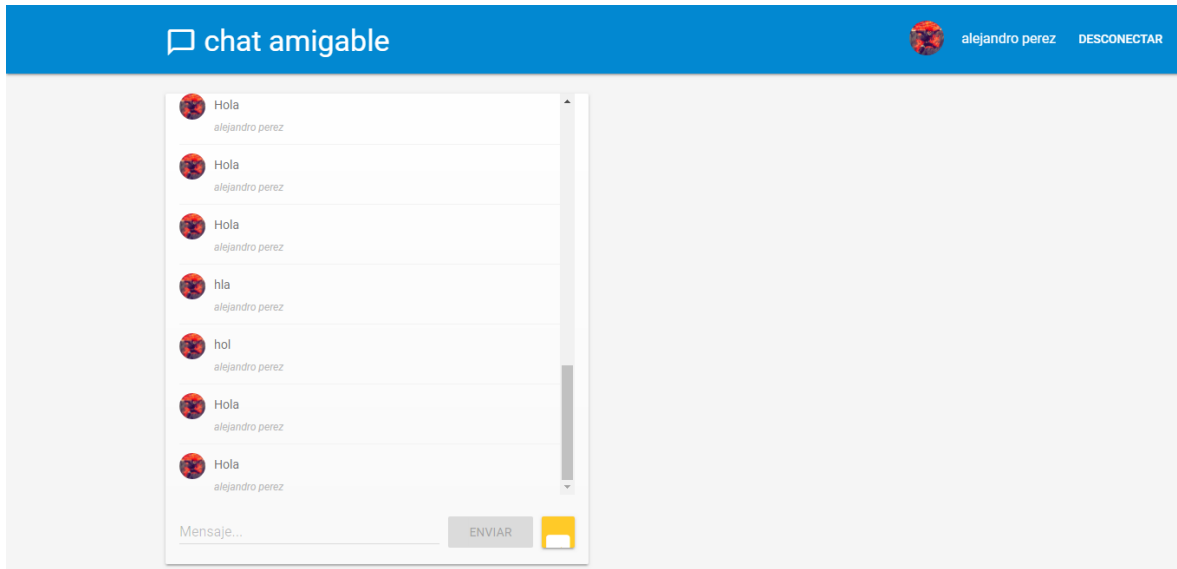 chat amigable
alejandro perez DESCONECTAR
Hola
alejandro perez
Hola
alejandro perez
Hola
alejandro perez
hla
alejandro perez
hol
alejandro perez
Hola
alejandro perez
Hola
alejandro perez
Mensaje... ENVIAR